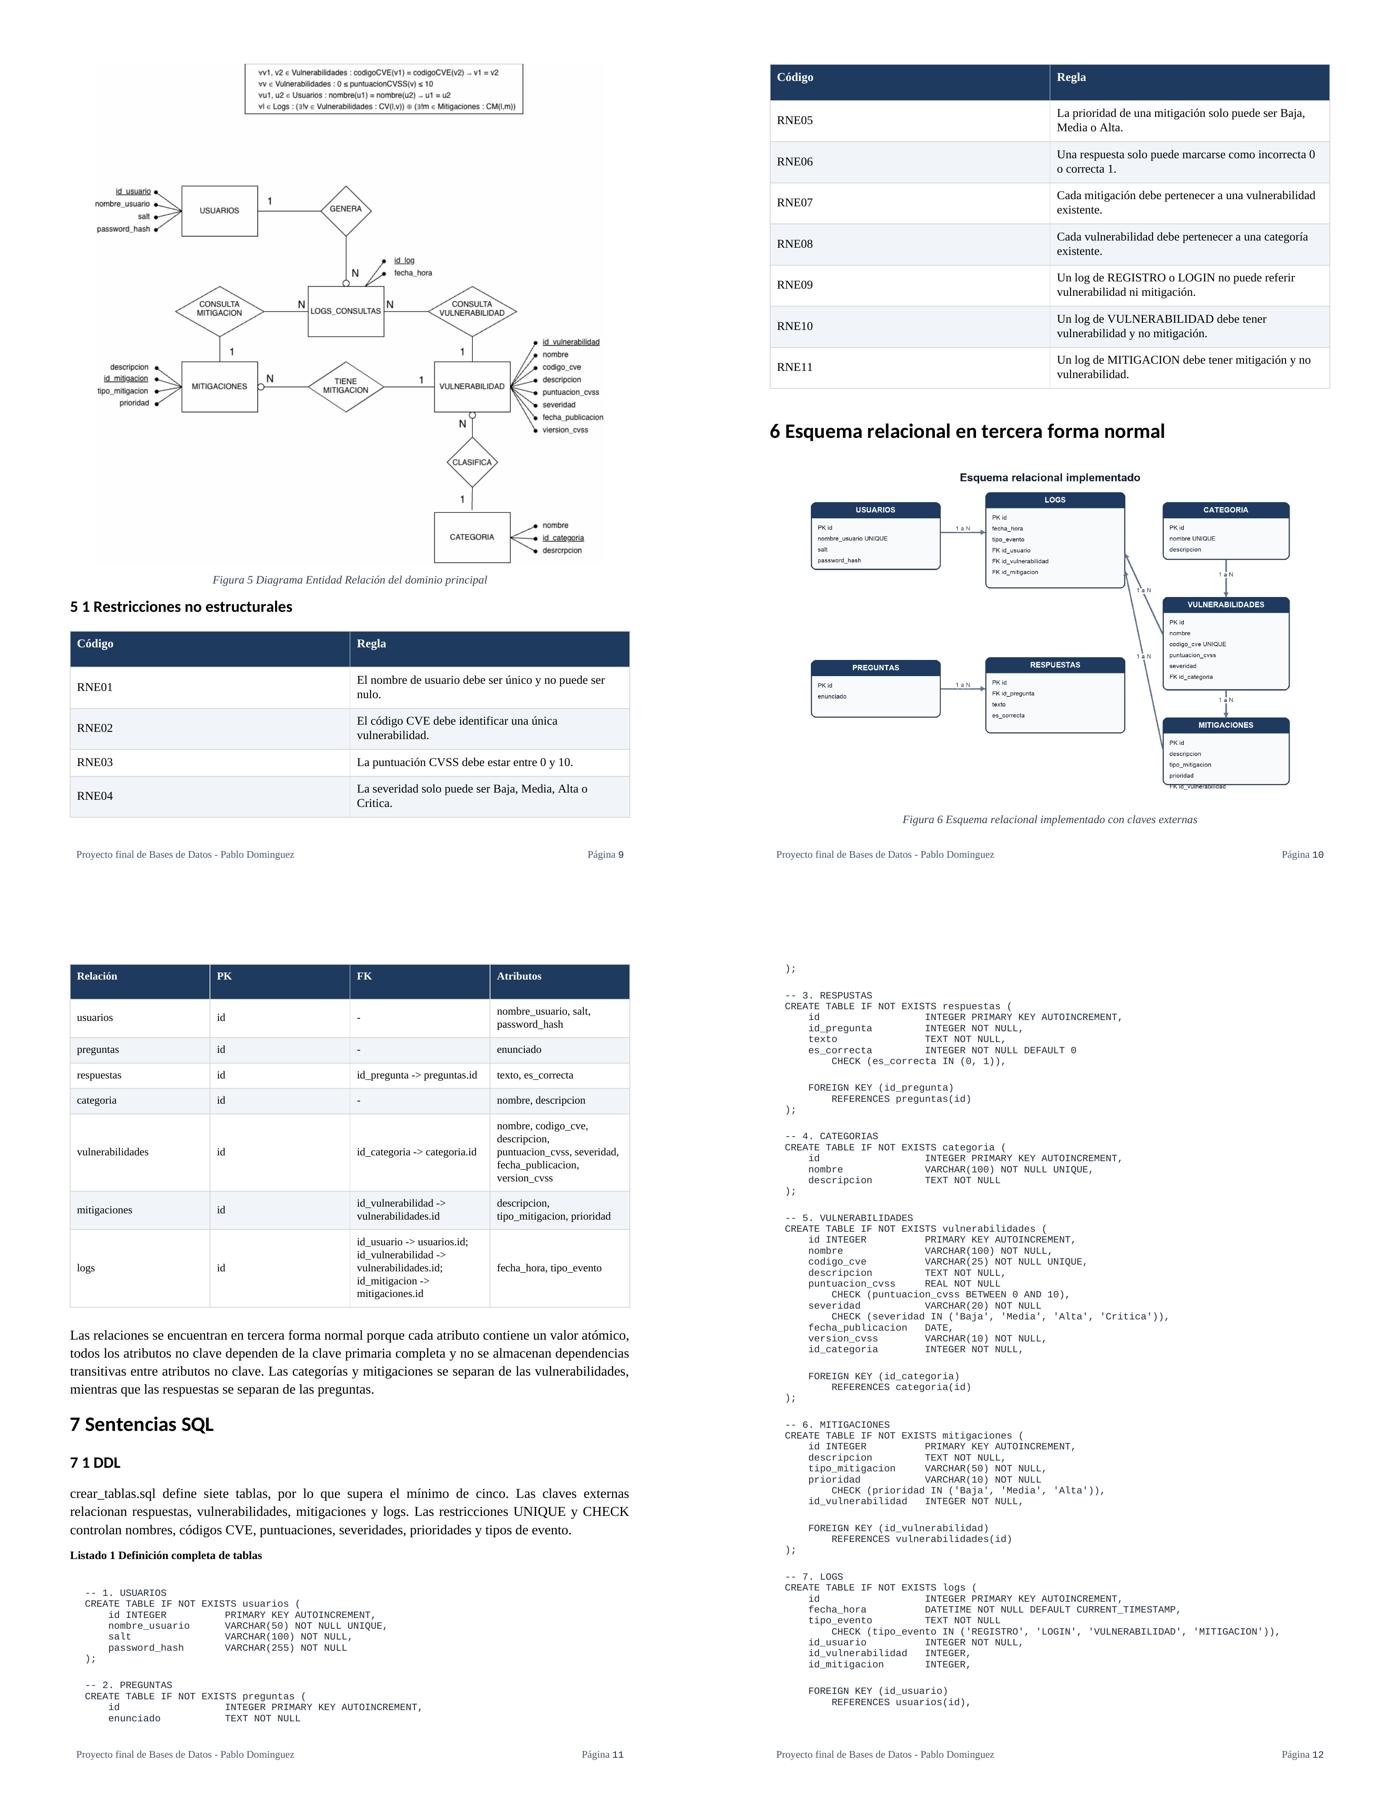 ∀v1, v2 ∈ Vulnerabilidades : codigoCVE(v1) = codigoCVE(v2) → v1 = v2
∀v ∈ Vulnerabilidades : 0 ≤ puntuacionCVSS(v) ≤ 10
∀u1, u2 ∈ Usuarios : nombre(u1) = nombre(u2) → u1 = u2
∀l ∈ Logs : (∃!v ∈ Vulnerabilidades : CV(l,v)) ⊕ (∃!m ∈ Mitigaciones : CM(l,m))
id_usuario
nombre_usuario
salt
password_hash
USUARIOS
1
GENERA
N
id_log
fecha_hora
CONSULTA
MITIGACION
N
LOGS_CONSULTAS
N
CONSULTA
VULNERABILIDAD
1
1
descripcion
id_mitigacion
tipo_mitigacion
prioridad
MITIGACIONES
N
TIENE
MITIGACION
1
VULNERABILIDAD
id_vulnerabilidad
nombre
codigo_cve
descripcion
puntuacion_cvss
severidad
fecha_publicacion
viersion_cvss
N
CLASIFICA
1
CATEGORIA
nombre
id_categoria
desrcrpcion
Figura 5 Diagrama Entidad Relación del dominio principal
5 1 Restricciones no estructurales
Código Regla
RNE01 El nombre de usuario debe ser único y no puede ser
nulo.
RNE02 El código CVE debe identificar una única
vulnerabilidad.
RNE03 La puntuación CVSS debe estar entre 0 y 10.
RNE04 La severidad solo puede ser Baja, Media, Alta o
Critica.
Proyecto final de Bases de Datos - Pablo Dominguez Página 9
Código Regla
RNE05 La prioridad de una mitigación solo puede ser Baja,
Media o Alta.
RNE06 Una respuesta solo puede marcarse como incorrecta 0
o correcta 1.
RNE07 Cada mitigación debe pertenecer a una vulnerabilidad
existente.
RNE08 Cada vulnerabilidad debe pertenecer a una categoría
existente.
RNE09 Un log de REGISTRO o LOGIN no puede referir
vulnerabilidad ni mitigación.
RNE10 Un log de VULNERABILIDAD debe tener
vulnerabilidad y no mitigación.
RNE11 Un log de MITIGACION debe tener mitigación y no
vulnerabilidad.
6 Esquema relacional en tercera forma normal
Esquema relacional implementado
USUARIOS
PK id
nombre_usuario UNIQUE
salt
password_hash
1 a N
LOGS
PK id
fecha_hora
tipo_evento
FK id_usuario
FK id_vulnerabilidad
FK id_mitigacion
CATEGORIA
PK id
nombre UNIQUE
descripcion
1 a N
1 a N
VULNERABILIDADES
PK id
nombre
codigo_cve UNIQUE
puntuacion_cvss
severidad
FK id_categoria
1 a N
1 a N
PREGUNTAS
PK id
enunciado
1 a N
RESPUESTAS
PK id
FK id_pregunta
texto
es_correcta
MITIGACIONES
PK id
descripcion
tipo_mitigacion
prioridad
FK id_vulnerabilidad
Figura 6 Esquema relacional implementado con claves externas
Proyecto final de Bases de Datos - Pablo Dominguez Página 10
Relación PK FK Atributos
usuarios id - nombre_usuario, salt,
password_hash
preguntas id - enunciado
respuestas id id_pregunta -> preguntas.id texto, es_correcta
categoria id - nombre, descripcion
vulnerabilidades id id_categoria -> categoria.id nombre, codigo_cve,
descripcion,
puntuacion_cvss, severidad,
fecha_publicacion,
version_cvss
mitigaciones id id_vulnerabilidad ->
vulnerabilidades.id descripcion,
tipo_mitigacion, prioridad
logs id id_usuario -> usuarios.id;
id_vulnerabilidad ->
vulnerabilidades.id;
id_mitigacion ->
mitigaciones.id fecha_hora, tipo_evento
Las relaciones se encuentran en tercera forma normal porque cada atributo contiene un valor atómico,
todos los atributos no clave dependen de la clave primaria completa y no se almacenan dependencias
transitivas entre atributos no clave. Las categorías y mitigaciones se separan de las vulnerabilidades,
mientras que las respuestas se separan de las preguntas.
7 Sentencias SQL
7 1 DDL
crear_tablas.sql define siete tablas, por lo que supera el mínimo de cinco. Las claves externas
relacionan respuestas, vulnerabilidades, mitigaciones y logs. Las restricciones UNIQUE y CHECK
controlan nombres, códigos CVE, puntuaciones, severidades, prioridades y tipos de evento.
Listado 1 Definición completa de tablas
-- 1. USUARIOS
CREATE TABLE IF NOT EXISTS usuarios (
id INTEGER PRIMARY KEY AUTOINCREMENT,
nombre_usuario VARCHAR(50) NOT NULL UNIQUE,
salt VARCHAR(100) NOT NULL,
password_hash VARCHAR(255) NOT NULL
);
-- 2. PREGUNTAS
CREATE TABLE IF NOT EXISTS preguntas (
id INTEGER PRIMARY KEY AUTOINCREMENT,
enunciado TEXT NOT NULL
Proyecto final de Bases de Datos - Pablo Dominguez Página 11
);
-- 3. RESPUSTAS
CREATE TABLE IF NOT EXISTS respuestas (
id INTEGER PRIMARY KEY AUTOINCREMENT,
id_pregunta INTEGER NOT NULL,
texto TEXT NOT NULL,
es_correcta INTEGER NOT NULL DEFAULT 0
CHECK (es_correcta IN (0, 1)),
FOREIGN KEY (id_pregunta)
REFERENCES preguntas(id)
);
-- 4. CATEGORIAS
CREATE TABLE IF NOT EXISTS categoria (
id INTEGER PRIMARY KEY AUTOINCREMENT,
nombre VARCHAR(100) NOT NULL UNIQUE,
descripcion TEXT NOT NULL
);
-- 5. VULNERABILIDADES
CREATE TABLE IF NOT EXISTS vulnerabilidades (
id INTEGER PRIMARY KEY AUTOINCREMENT,
nombre VARCHAR(100) NOT NULL,
codigo_cve VARCHAR(25) NOT NULL UNIQUE,
descripcion TEXT NOT NULL,
puntuacion_cvss REAL NOT NULL
CHECK (puntuacion_cvss BETWEEN 0 AND 10),
severidad VARCHAR(20) NOT NULL
CHECK (severidad IN ('Baja', 'Media', 'Alta', 'Critica')),
fecha_publicacion DATE,
version_cvss VARCHAR(10) NOT NULL,
id_categoria INTEGER NOT NULL,
FOREIGN KEY (id_categoria)
REFERENCES categoria(id)
);
-- 6. MITIGACIONES
CREATE TABLE IF NOT EXISTS mitigaciones (
id INTEGER PRIMARY KEY AUTOINCREMENT,
descripcion TEXT NOT NULL,
tipo_mitigacion VARCHAR(50) NOT NULL,
prioridad VARCHAR(10) NOT NULL
CHECK (prioridad IN ('Baja', 'Media', 'Alta')),
id_vulnerabilidad INTEGER NOT NULL,
FOREIGN KEY (id_vulnerabilidad)
REFERENCES vulnerabilidades(id)
);
-- 7. LOGS
CREATE TABLE IF NOT EXISTS logs (
id INTEGER PRIMARY KEY AUTOINCREMENT,
fecha_hora DATETIME NOT NULL DEFAULT CURRENT_TIMESTAMP,
tipo_evento TEXT NOT NULL
CHECK (tipo_evento IN ('REGISTRO', 'LOGIN', 'VULNERABILIDAD', 'MITIGACION')),
id_usuario INTEGER NOT NULL,
id_vulnerabilidad INTEGER,
id_mitigacion INTEGER,
FOREIGN KEY (id_usuario)
REFERENCES usuarios(id),
Proyecto final de Bases de Datos - Pablo Dominguez Página 12